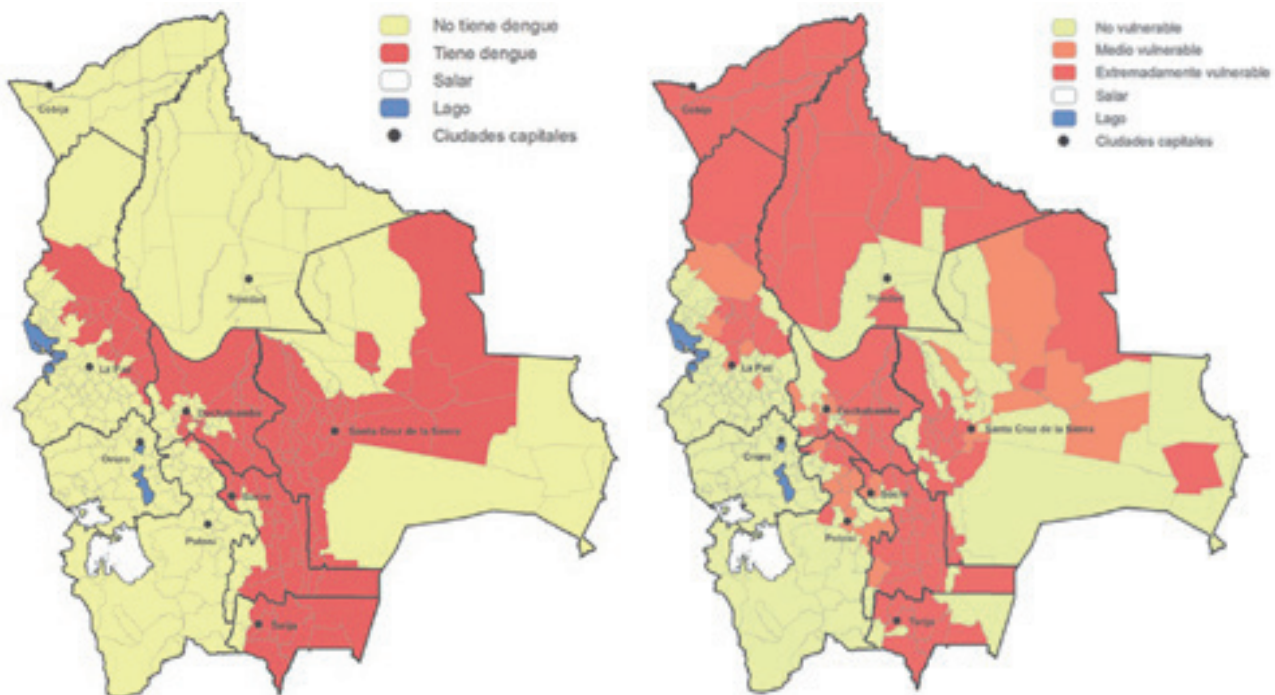 No tiene dengue
Tiene dengue
Salar
Lago
Ciudades capitales
Cobija
Trinidad
La Paz
Cochabamba
Santa Cruz de la Sierra
Oruro
Sucre
Potosí
Tarija
No vulnerable
Medio vulnerable
Extremadamente vulnerable
Salar
Lago
Ciudades capitales
Cobija
Trinidad
La Paz
Cochabamba
Santa Cruz de la Sierra
Oruro
Sucre
Potosí
Tarija